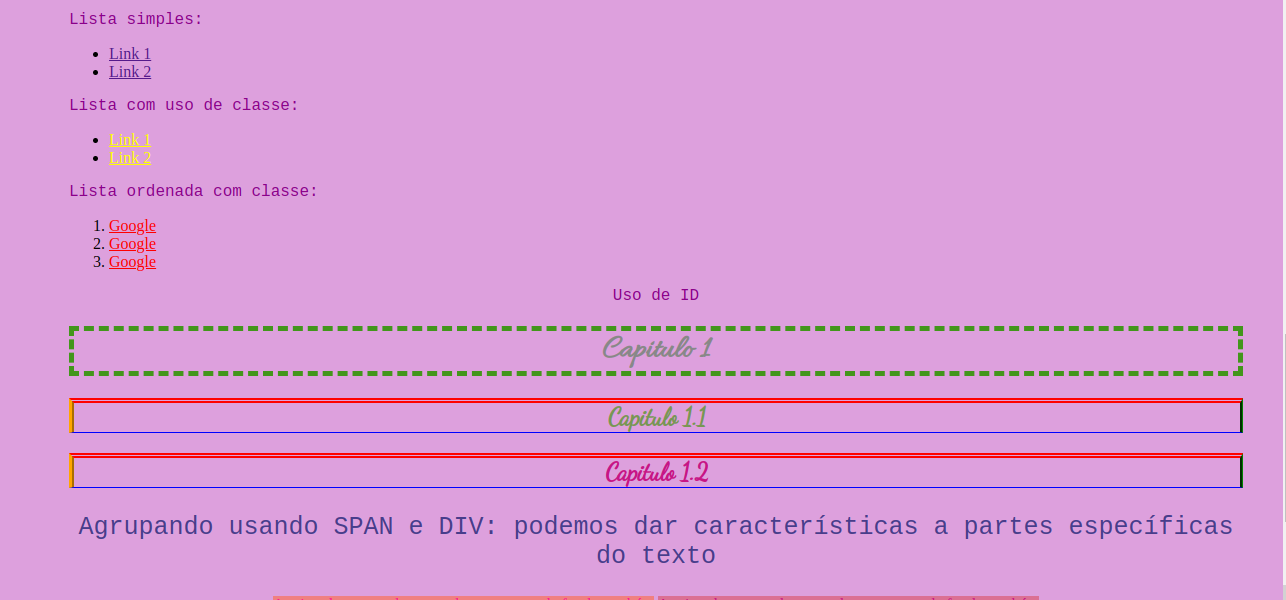 Lista simples:
Link 1
Link 2
Lista com uso de classe:
Link 1
Link 2
Lista ordenada com classe:
1. Google
2. Google
3. Google
Uso de ID
Capitulo 1
Capitulo 1.1
Capitulo 1.2
Agrupando usando SPAN e DIV: podemos dar características a partes específicas
do texto